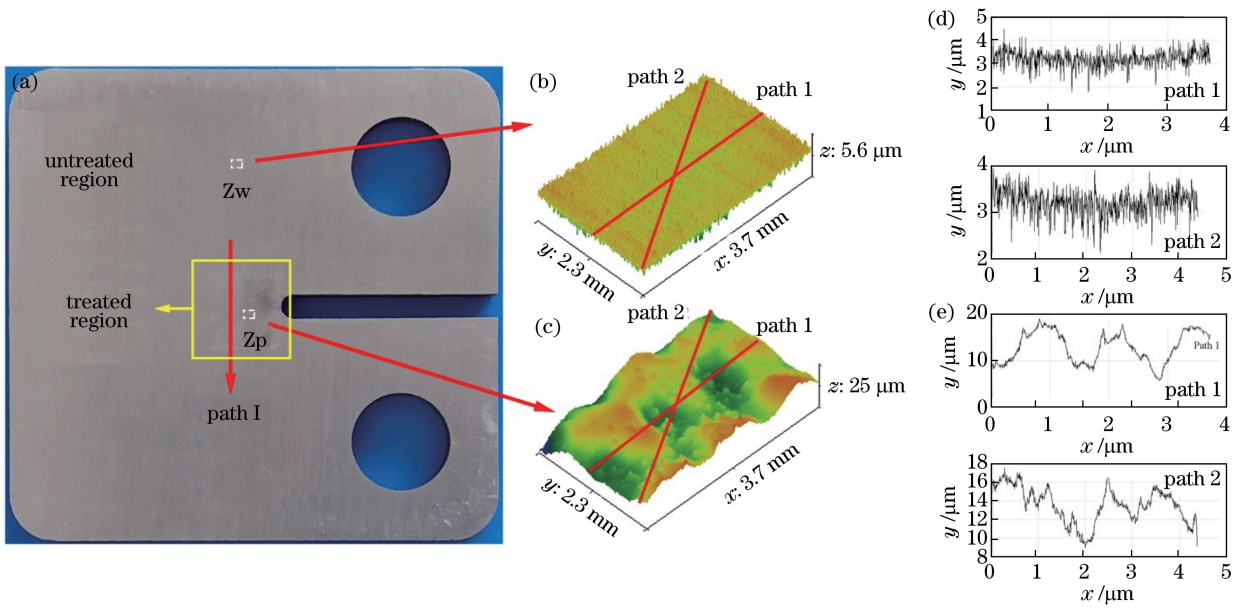 (a)
untreated
region
Zw
treated
region
Zp
path I
(b)
path 2
path 1
z: 5.6 μm
y: 2.3 mm
x: 3.7 mm
(c)
path 2
path 1
z: 25 μm
y: 2.3 mm
x: 3.7 mm
(d)
y /μm
5
4
3
2
1
path 1
0 1 2 3 4
x /μm
y /μm
4
3
2
path 2
0 1 2 3 4 5
x /μm
(e)
y /μm
20
10
0
Path 1
path 1
0 1 2 3 4 5
x /μm
y /μm
18
16
14
12
10
8
path 2
0 1 2 3 4 5
x /μm